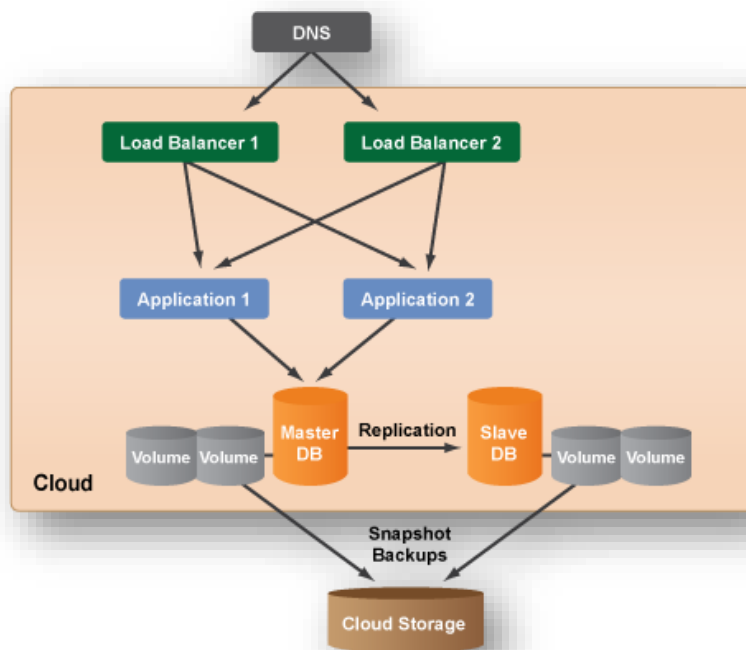 DNS
Load Balancer 1
Load Balancer 2
Application 1
Application 2
Master
DB
Replication
Slave
DB
Volume
Volume
Volume
Volume
Cloud
Snapshot
Backups
Cloud Storage